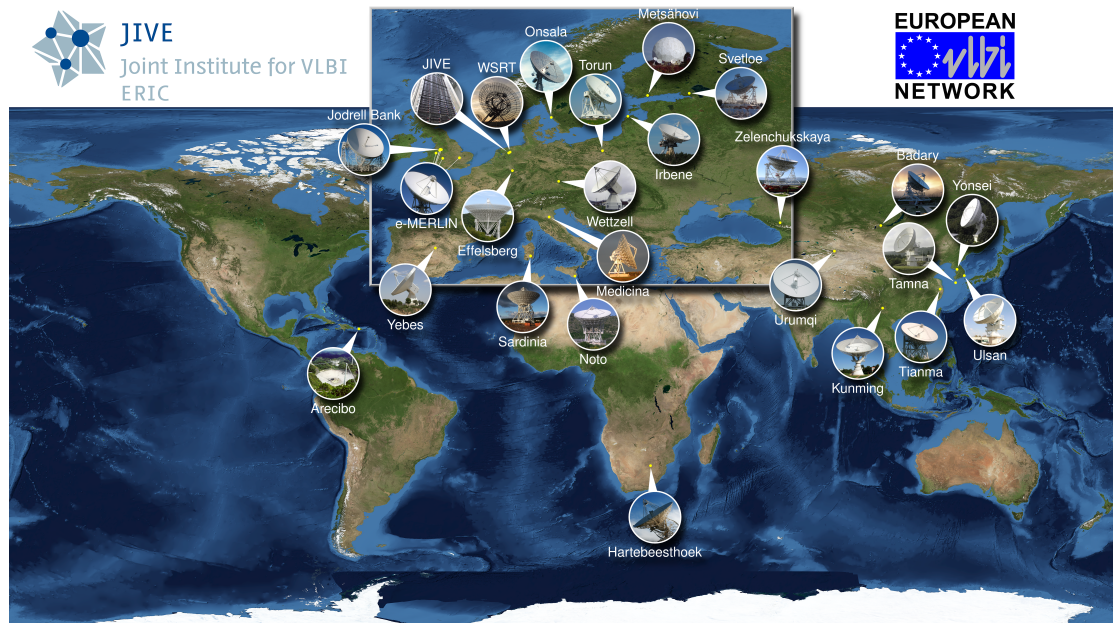 JIVE
Joint Institute for VLBI
ERIC
EUROPEAN
vlbi
NETWORK
Metsähovi
Onsala
JIVE
WSRT
Torun
Svetloe
Jodrell Bank
Zelenchukskaya
Badary
Irbene
Yonsei
e-MERLIN
Wettzell
Effelsberg
Tamna
Medicina
Yebes
Urumqi
Sardinia
Noto
Ulsan
Tianma
Kunming
Arecibo
Hartebeesthoek